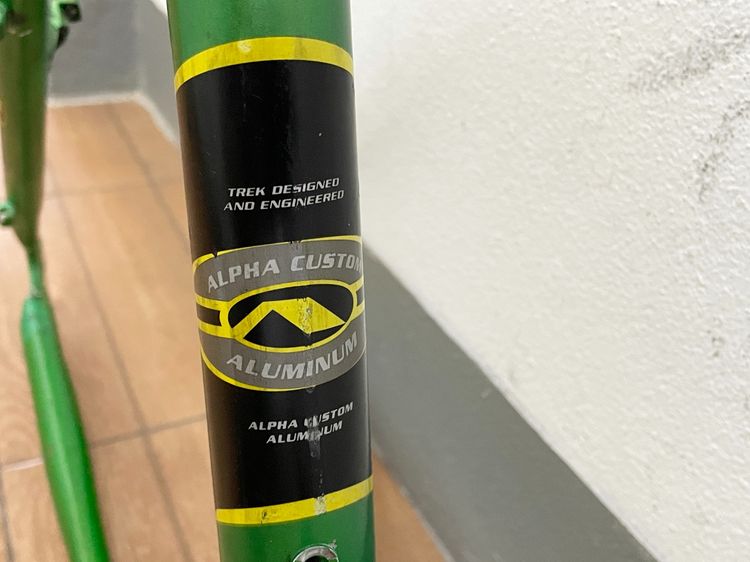 TREK DESIGNED
AND ENGINEERED
ALPHA CUSTOM
ALUMINUM
ALPHA CUSTOM
ALUMINUM